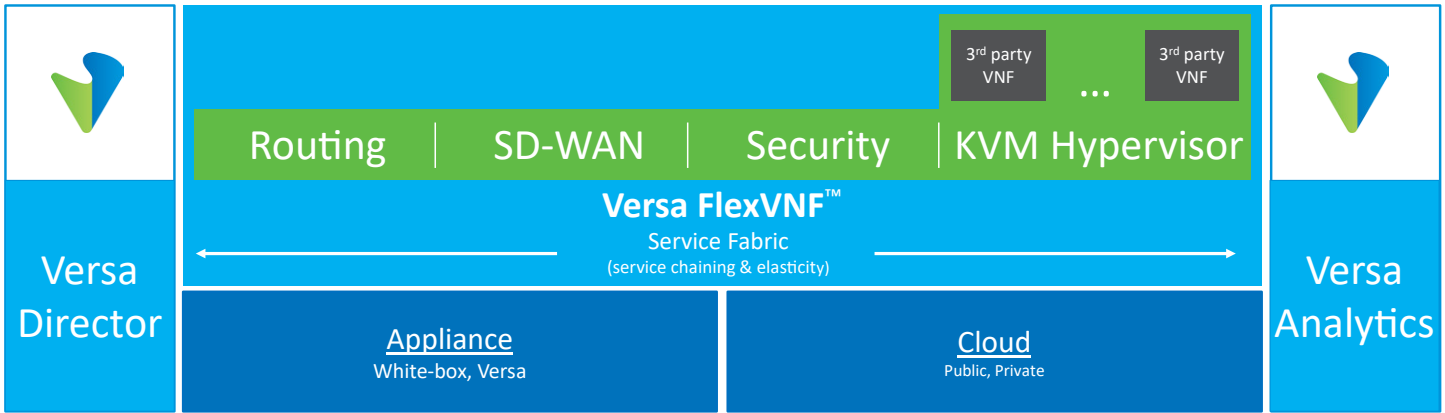 Versa
Director
3rd party
VNF
...
3rd party
VNF
Routing
SD-WAN
Security
KVM Hypervisor
Versa FlexVNF™
Service Fabric
(service chaining & elasticity)
Appliance
White-box, Versa
Cloud
Public, Private
Versa
Analytics